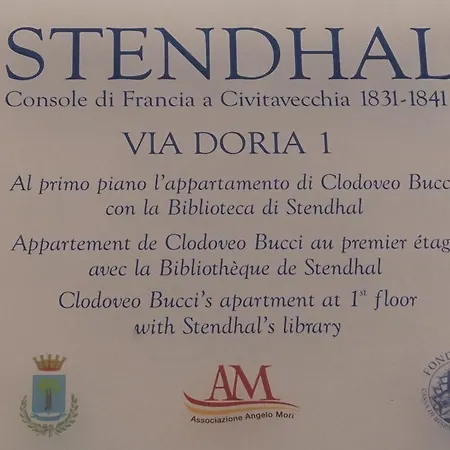 STENDHAL
Console di Francia a Civitavecchia 1831-1841
VIA DORIA 1
Al primo piano l'appartamento di Clodoveo Bucci
con la Biblioteca di Stendhal
Appartement de Clodoveo Bucci au premier étag
avec la Bibliothèque de Stendhal
Clodoveo Bucci's apartment at 1st floor
with Stendhal's library
AM
Associazione Angelo Mori
FOND